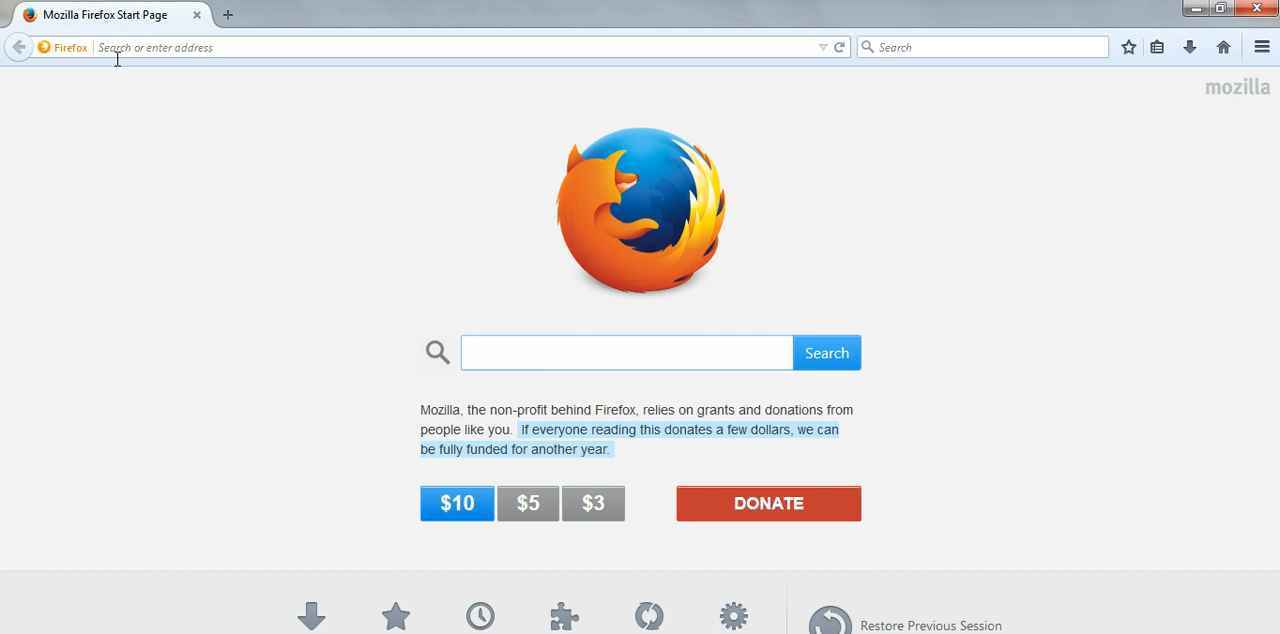 Mozilla Firefox Start Page
Firefox Search or enter address
Search
mozilla
Search
Mozilla, the non-profit behind Firefox, relies on grants and donations from
people like you. If everyone reading this donates a few dollars, we can
be fully funded for another year.
$10 $5 $3 DONATE
Restore Previous Session